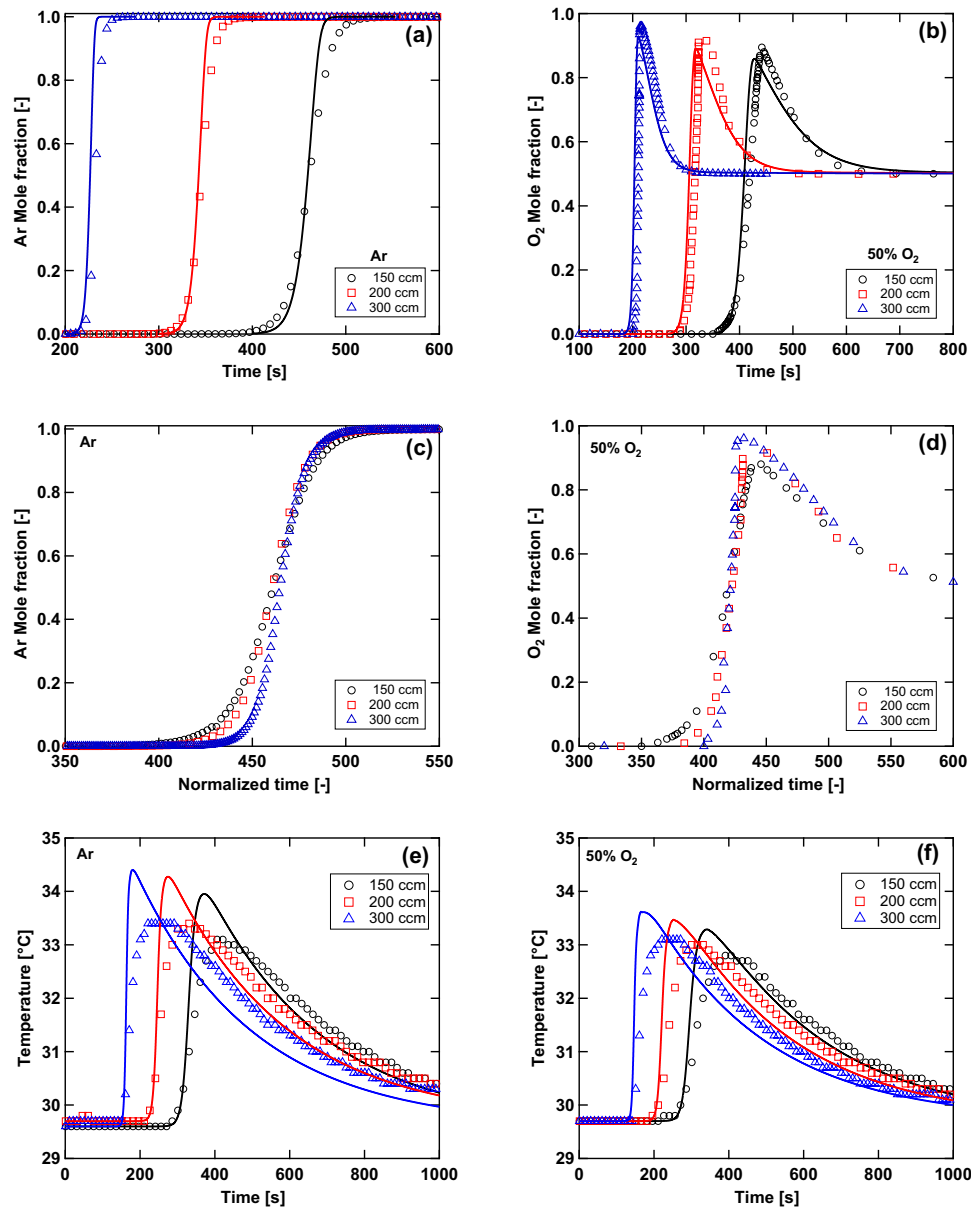 (a)
Ar Mole fraction [-]
1.0
0.8
0.6
0.4
0.2
0.0
Ar
150 ccm
200 ccm
300 ccm
200 300 400 500 600
Time [s]
(b)
O2 Mole fraction [-]
1.0
0.8
0.6
0.4
0.2
0.0
50% O2
150 ccm
200 ccm
300 ccm
100 200 300 400 500 600 700 800
Time [s]
Ar
(c)
Ar Mole fraction [-]
1.0
0.8
0.6
0.4
0.2
0.0
150 ccm
200 ccm
300 ccm
350 400 450 500 550
Normalized time [-]
50% O2
(d)
O2 Mole fraction [-]
1.0
0.8
0.6
0.4
0.2
0.0
150 ccm
200 ccm
300 ccm
300 350 400 450 500 550 600
Normalized time [-]
Ar
(e)
Temperature [°C]
35
34
33
32
31
30
29
150 ccm
200 ccm
300 ccm
0 200 400 600 800 1000
Time [s]
50% O2
(f)
Temperature [°C]
35
34
33
32
31
30
29
150 ccm
200 ccm
300 ccm
0 200 400 600 800 1000
Time [s]